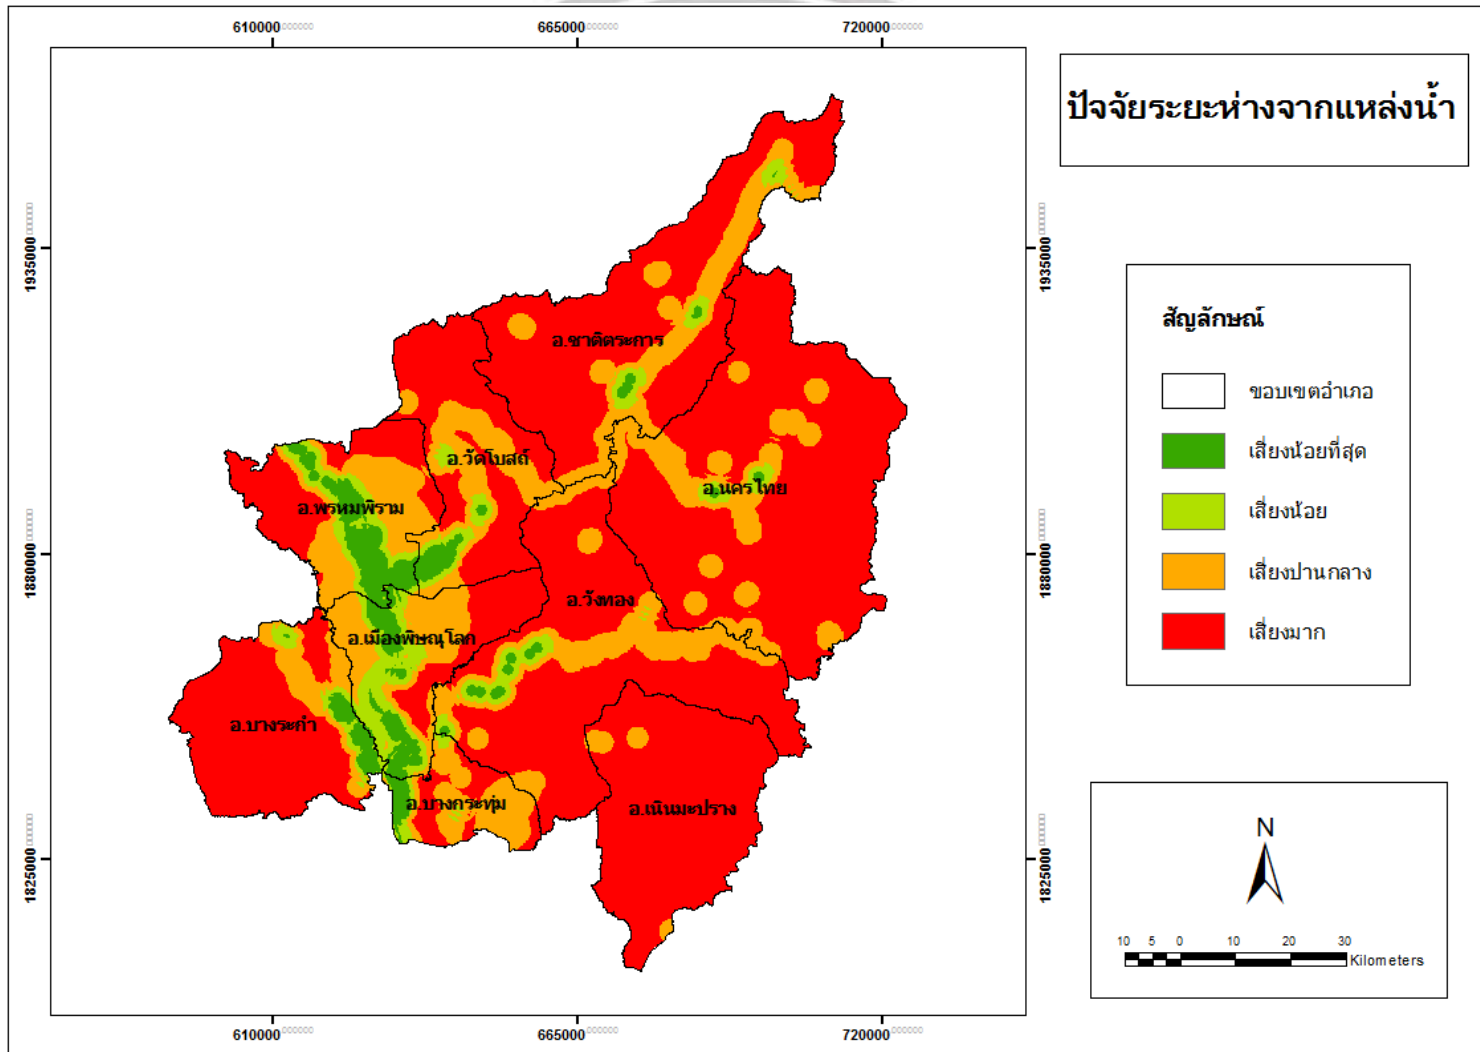 610000 665000 720000
ปัจจัยระยะห่างจากแหล่งน้ำ
1935000 1935000
สัญลักษณ์
ขอบเขตอำเภอ
เสี่ยงน้อยที่สุด
เสี่ยงน้อย
เสี่ยงปานกลาง
เสี่ยงมาก
อ.ชาติตระการ
อ.วัดโบสถ์
อ.นครไทย
อ.พรหมพิราม
1880000 1880000
อ.วังทอง
อ.เมืองพิษณุโลก
อ.บางระกำ
อ.บางกระทุ่ม
อ.เนินมะปราง
1825000 1825000
N
10 5 0 10 20 30
Kilometers
610000 665000 720000